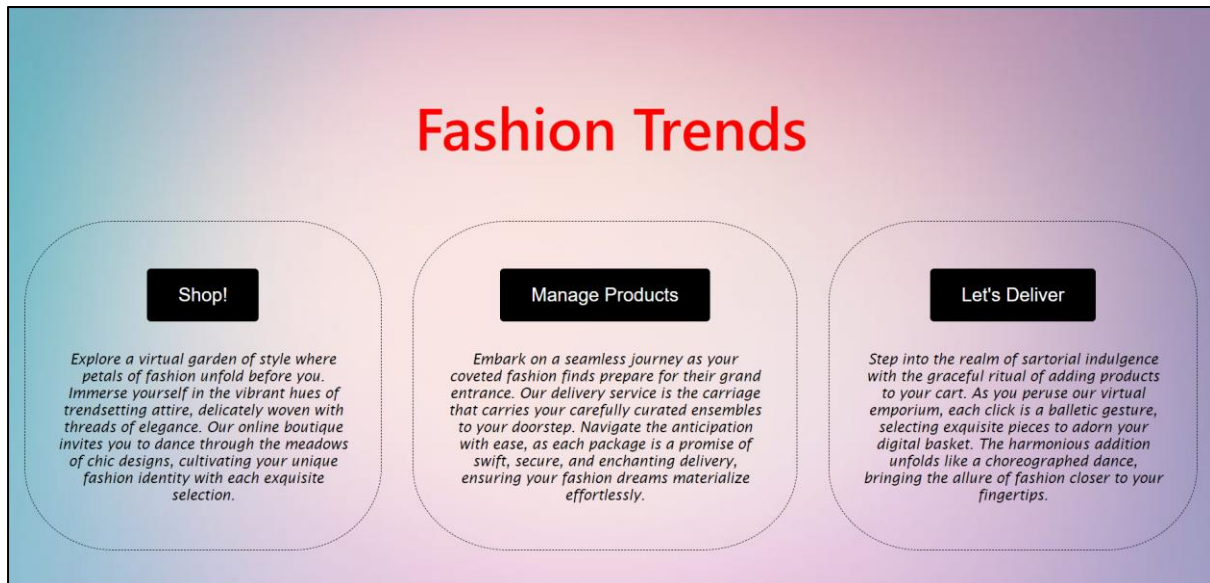 Fashion Trends
Shop!
Explore a virtual garden of style where
petals of fashion unfold before you.
Immerse yourself in the vibrant hues of
trendsetting attire, delicately woven with
threads of elegance. Our online boutique
invites you to dance through the meadows
of chic designs, cultivating your unique
fashion identity with each exquisite
selection.
Manage Products
Embark on a seamless journey as your
coveted fashion finds prepare for their grand
entrance. Our delivery service is the carriage
that carries your carefully curated ensembles
to your doorstep. Navigate the anticipation
with ease, as each package is a promise of
swift, secure, and enchanting delivery,
ensuring your fashion dreams materialize
effortlessly.
Let's Deliver
Step into the realm of sartorial indulgence
with the graceful ritual of adding products
to your cart. As you peruse our virtual
emporium, each click is a balletic gesture,
selecting exquisite pieces to adorn your
digital basket. The harmonious addition
unfolds like a choreographed dance,
bringing the allure of fashion closer to your
fingertips.